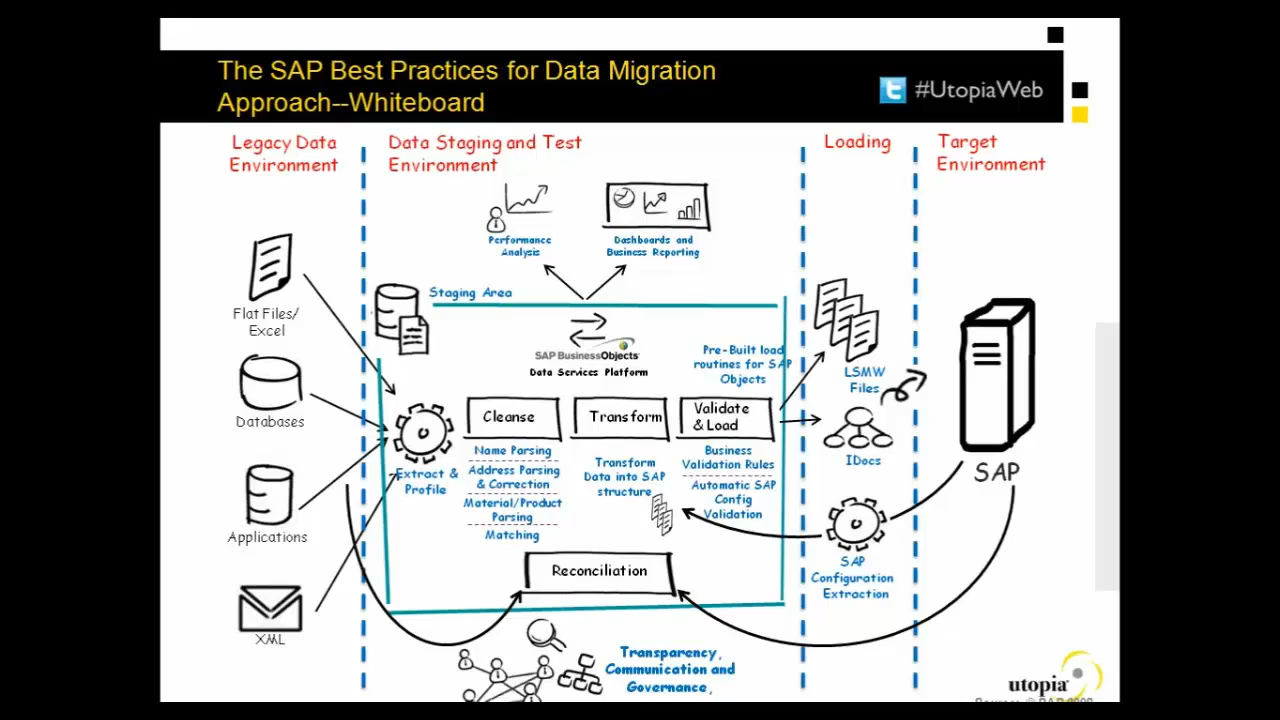 The SAP Best Practices for Data Migration
Approach--Whiteboard
#UtopiaWeb
Legacy Data
Environment
Data Staging and Test
Environment
Loading
Target
Environment
Performance
Analysis
Dashboards and
Business Reporting
Staging Area
Flat Files/
Excel
Databases
Applications
XML
SAP BusinessObjects
Data Services Platform
Pre-Built load
routines for SAP
Objects
Extract &
Profile
Cleanse
Name Parsing
Address Parsing
& Correction
Material/Product
Parsing
Matching
Transform
Transform
Data into SAP
structure
Validate
& Load
Business
Validation Rules
Automatic SAP
Config
Validation
Reconciliation
LSMW
Files
IDocs
SAP
Configuration
Extraction
SAP
Transparency,
Communication and
Governance,
utopia